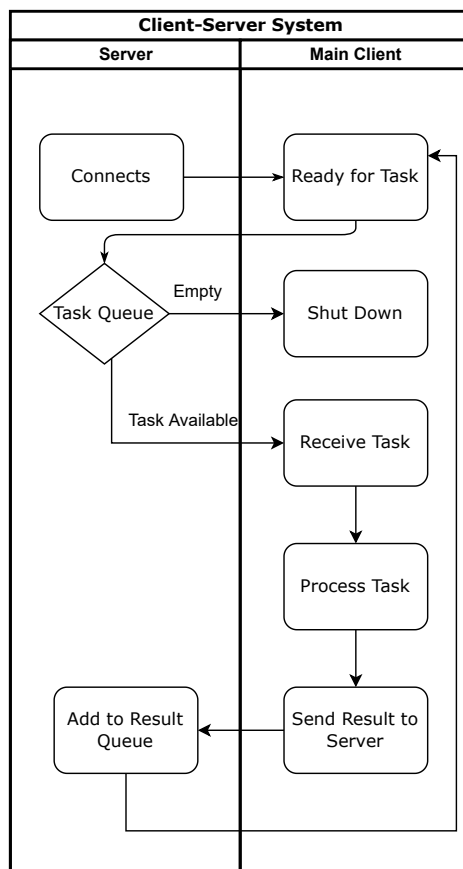 Client-Server System
Server
Main Client
Connects
Ready for Task
Task Queue
Empty
Shut Down
Task Available
Receive Task
Process Task
Add to Result
Queue
Send Result to
Server